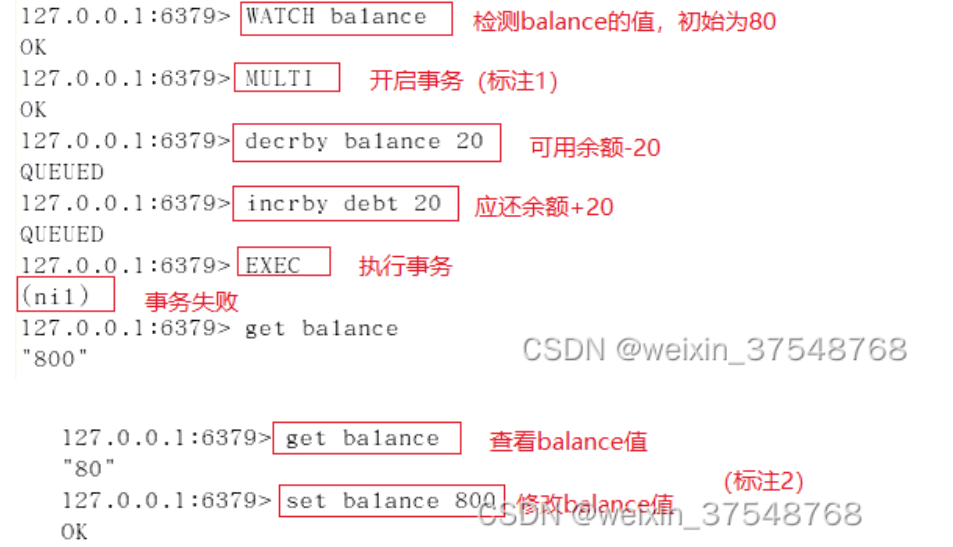 127.0.0.1:6379> WATCH balance 检测balance的值，初始为80
OK
127.0.0.1:6379> MULTI 开启事务（标注1）
OK
127.0.0.1:6379> decrby balance 20 可用余额-20
QUEUED
127.0.0.1:6379> incrby debt 20 应还余额+20
QUEUED
127.0.0.1:6379> EXEC 执行事务
(nil) 事务失败
127.0.0.1:6379> get balance
"800"
CSDN @weixin_37548768
127.0.0.1:6379> get balance 查看balance值
"80"
（标注2）
127.0.0.1:6379> set balance 800 修改balance值
CSDN @weixin_37548768
OK